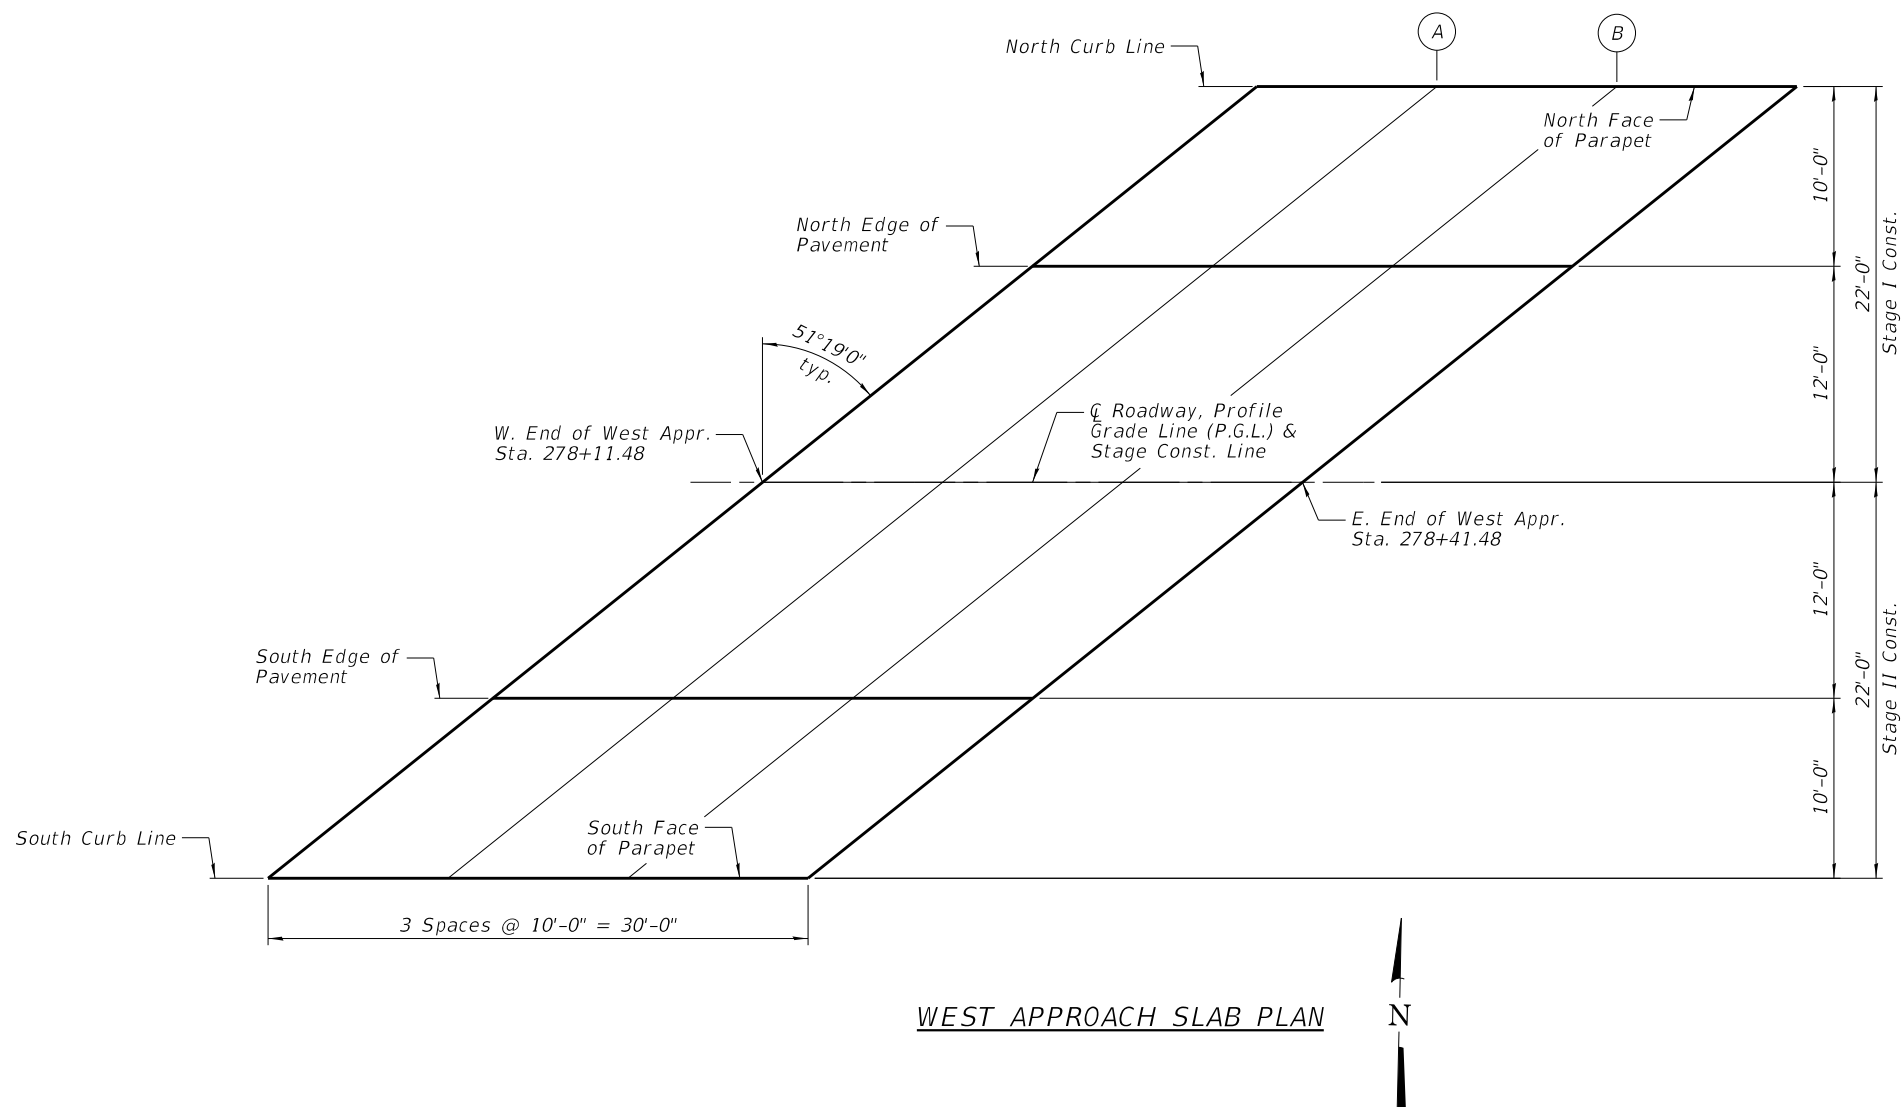 A
B
North Curb Line
North Face
of Parapet
10'-0"
North Edge of
Pavement
22'-0"
Stage I Const.
51°19'0"
typ.
12'-0"
W. End of West Appr.
Sta. 278+11.48
℄ Roadway, Profile
Grade Line (P.G.L.) &
Stage Const. Line
E. End of West Appr.
Sta. 278+41.48
12'-0"
South Edge of
Pavement
22'-0"
Stage II Const.
10'-0"
South Curb Line
South Face
of Parapet
3 Spaces @ 10'-0" = 30'-0"
WEST APPROACH SLAB PLAN
N